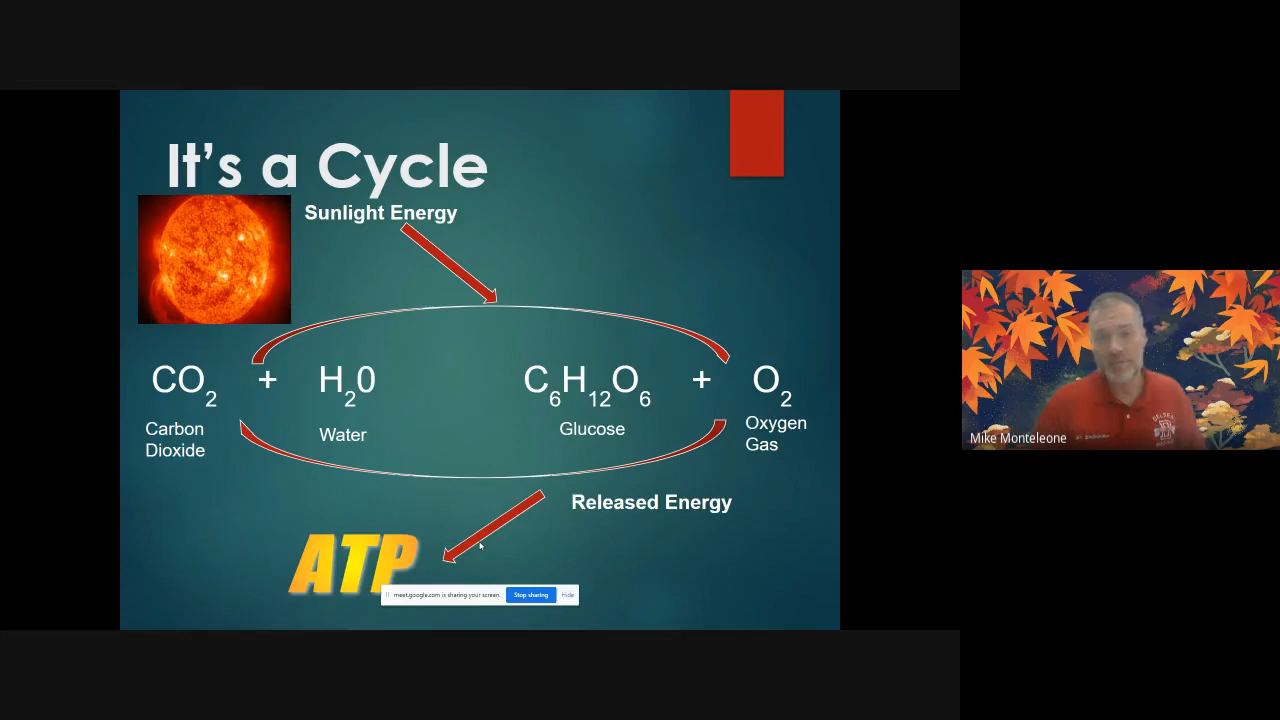 It's a Cycle
Sunlight Energy
CO2 + H20 C6H12O6 + O2
Carbon
Dioxide
Water
Glucose
Oxygen
Gas
Released Energy
ATP
meet.google.com is sharing your screen.
Stop sharing
Hide
Mike Monteleone